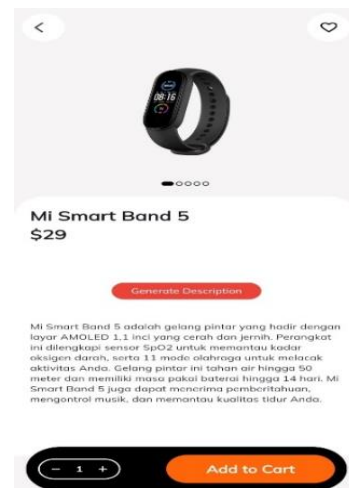 08:16
Mi Smart Band 5
$29
Generate Description
Mi Smart Band 5 adalah gelang pintar yang hadir dengan
layar AMOLED 1,1 inci yang cerah dan jernih. Perangkat
ini dilengkapi sensor SpO2 untuk memantau kadar
oksigen darah, serta 11 mode olahraga untuk melacak
aktivitas Anda. Gelang pintar ini tahan air hingga 50
meter dan memiliki masa pakai baterai hingga 14 hari. Mi
Smart Band 5 juga dapat menerima pemberitahuan,
mengontrol musik, dan memantau kualitas tidur Anda.
− 1 +
Add to Cart